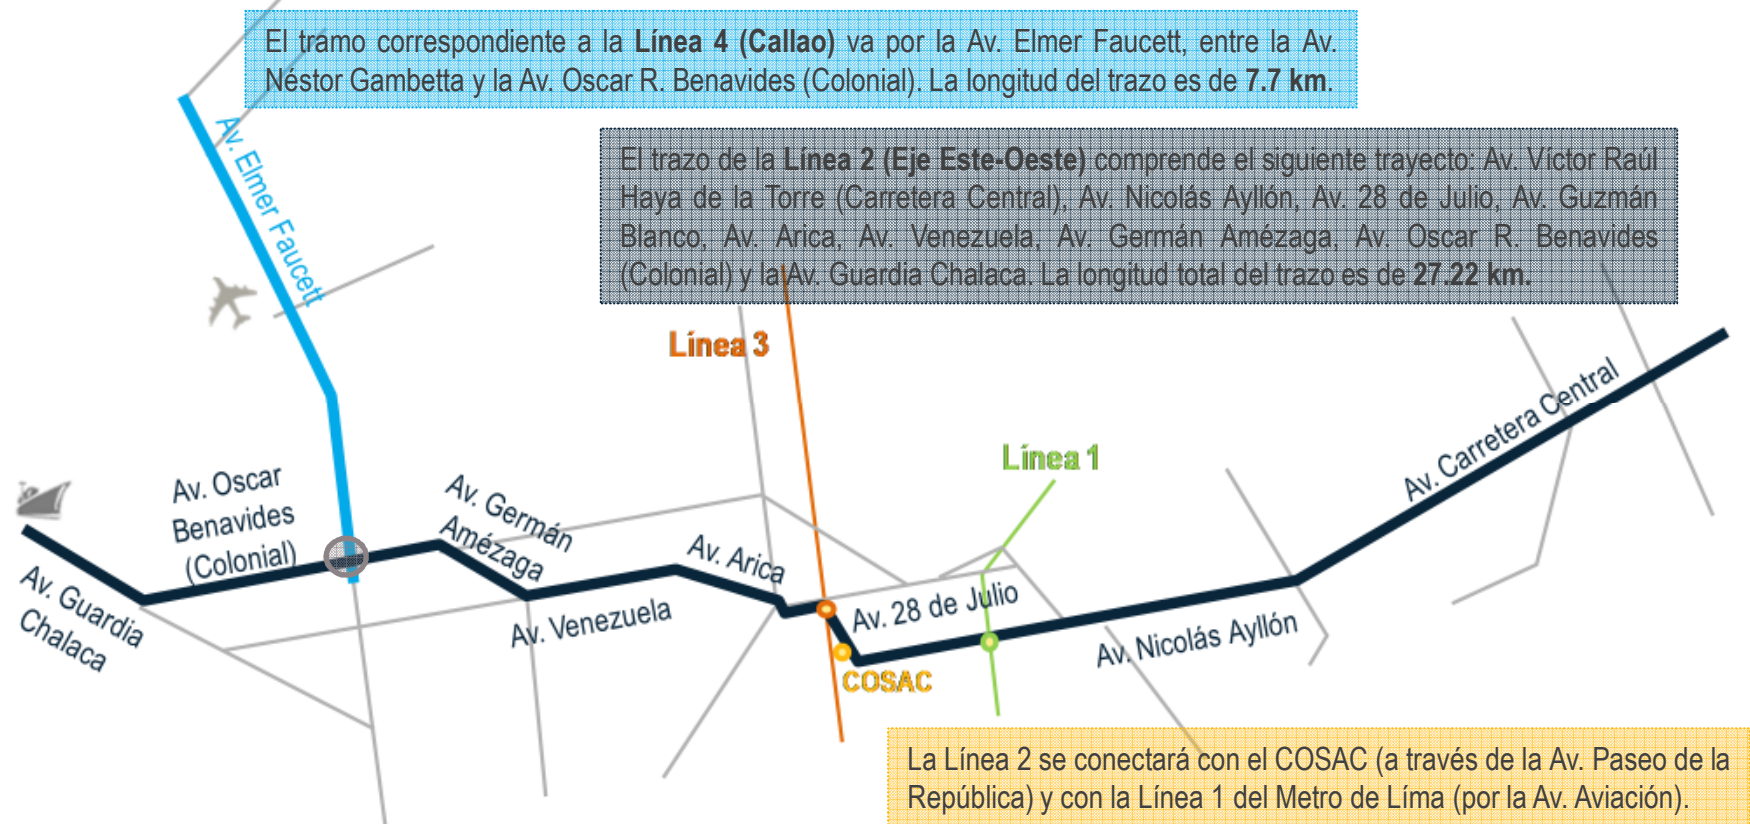 El tramo correspondiente a la Línea 4 (Callao) va por la Av. Elmer Faucett, entre la Av.
Néstor Gambetta y la Av. Oscar R. Benavides (Colonial). La longitud del trazo es de 7.7 km.
El trazo de la Línea 2 (Eje Este-Oeste) comprende el siguiente trayecto: Av. Víctor Raúl
Haya de la Torre (Carretera Central), Av. Nicolás Ayllón, Av. 28 de Julio, Av. Guzmán
Blanco, Av. Arica, Av. Venezuela, Av. Germán Amézaga, Av. Oscar R. Benavides
(Colonial) y la Av. Guardia Chalaca. La longitud total del trazo es de 27.22 km.
Av. Elmer Faucett
Línea 3
Línea 1
Av. Carretera Central
Av. Oscar
Benavides
(Colonial)
Av. Germán
Amézaga
Av. Arica
Av. Guardia
Chalaca
Av. Venezuela
Av. 28 de Julio
Av. Nicolás Ayllón
COSAC
La Línea 2 se conectará con el COSAC (a través de la Av. Paseo de la
República) y con la Línea 1 del Metro de Líma (por la Av. Aviación).